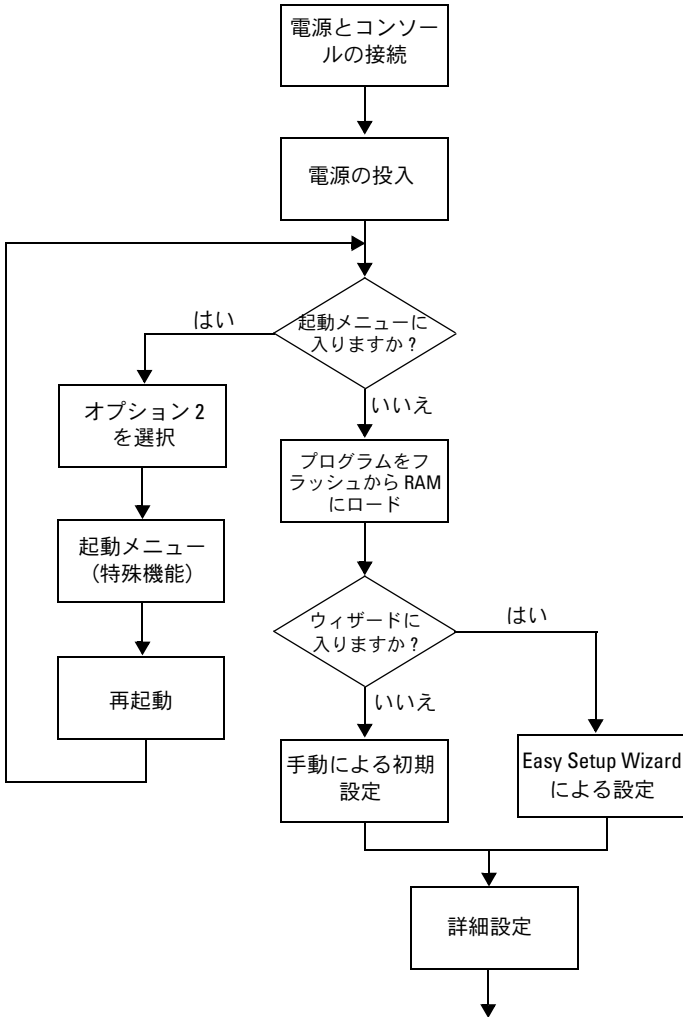 電源とコンソー
ルの接続
電源の投入
起動メニューに
入りますか?
はい
いいえ
オプション 2
を選択
プログラムをフ
ラッシュから RAM
にロード
起動メニュー
(特殊機能)
ウィザードに
入りますか?
はい
いいえ
再起動
手動による初期
設定
Easy Setup Wizard
による設定
詳細設定